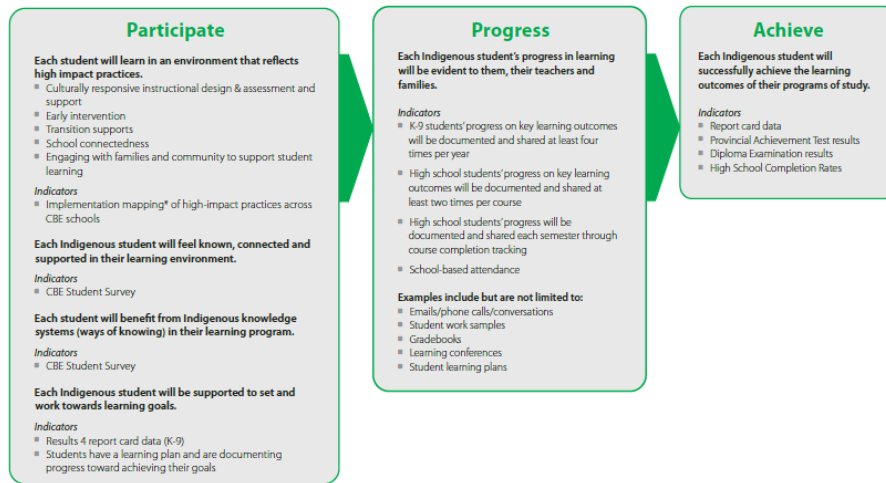 Participate
Each student will learn in an environment that reflects
high impact practices.
Culturally responsive instructional design & assessment and
support
Early intervention
Transition supports
School connectedness
Engaging with families and community to support student
learning
Indicators
Implementation mapping* of high-impact practices across
CBE schools
Each Indigenous student will feel known, connected and
supported in their learning environment.
Indicators
CBE Student Survey
Each student will benefit from Indigenous knowledge
systems (ways of knowing) in their learning program.
Indicators
CBE Student Survey
Each Indigenous student will be supported to set and
work towards learning goals.
Indicators
Results 4 report card data (K-9)
Students have a learning plan and are documenting
progress toward achieving their goals
Progress
Each Indigenous student's progress in learning
will be evident to them, their teachers and
families.
Indicators
K-9 students' progress on key learning outcomes
will be documented and shared at least four
times per year
High school students' progress on key learning
outcomes will be documented and shared at
least two times per course
High school students' progress will be
documented and shared each semester through
course completion tracking
School-based attendance
Examples include but are not limited to:
Emails/phone calls/conversations
Student work samples
Gradebooks
Learning conferences
Student learning plans
Achieve
Each Indigenous student will
successfully achieve the learning
outcomes of their programs of study.
Indicators
Report card data
Provincial Achievement Test results
Diploma Examination results
High School Completion Rates